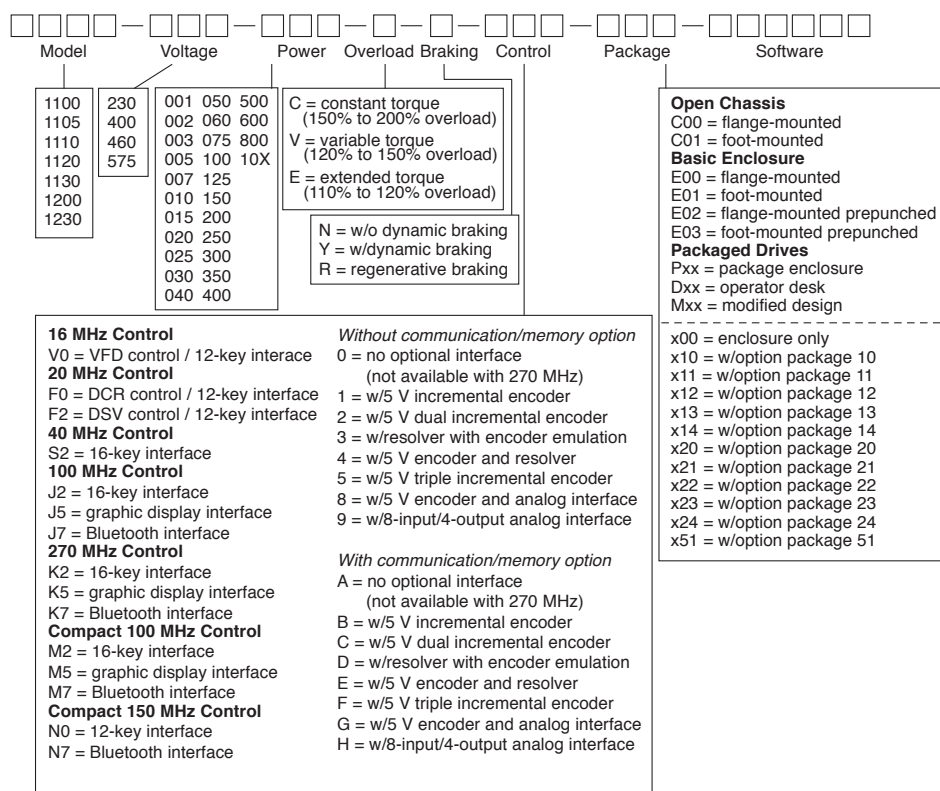 Model Voltage Power Overload Braking Control Package Software
1100
1105
1110
1120
1130
1200
1230
230
400
460
575
001 050 500
002 060 600
003 075 800
005 100 10X
007 125
010 150
015 200
020 250
025 300
030 350
040 400
C = constant torque
(150% to 200% overload)
V = variable torque
(120% to 150% overload)
E = extended torque
(110% to 120% overload)
N = w/o dynamic braking
Y = w/dynamic braking
R = regenerative braking
16 MHz Control
V0 = VFD control / 12-key interace
20 MHz Control
F0 = DCR control / 12-key interface
F2 = DSV control / 12-key interface
40 MHz Control
S2 = 16-key interface
100 MHz Control
J2 = 16-key interface
J5 = graphic display interface
J7 = Bluetooth interface
270 MHz Control
K2 = 16-key interface
K5 = graphic display interface
K7 = Bluetooth interface
Compact 100 MHz Control
M2 = 16-key interface
M5 = graphic display interface
M7 = Bluetooth interface
Compact 150 MHz Control
N0 = 12-key interface
N7 = Bluetooth interface
Without communication/memory option
0 = no optional interface
(not available with 270 MHz)
1 = w/5 V incremental encoder
2 = w/5 V dual incremental encoder
3 = w/resolver with encoder emulation
4 = w/5 V encoder and resolver
5 = w/5 V triple incremental encoder
8 = w/5 V encoder and analog interface
9 = w/8-input/4-output analog interface
With communication/memory option
A = no optional interface
(not available with 270 MHz)
B = w/5 V incremental encoder
C = w/5 V dual incremental encoder
D = w/resolver with encoder emulation
E = w/5 V encoder and resolver
F = w/5 V triple incremental encoder
G = w/5 V encoder and analog interface
H = w/8-input/4-output analog interface
Open Chassis
C00 = flange-mounted
C01 = foot-mounted
Basic Enclosure
E00 = flange-mounted
E01 = foot-mounted
E02 = flange-mounted prepunched
E03 = foot-mounted prepunched
Packaged Drives
Pxx = package enclosure
Dxx = operator desk
Mxx = modified design
x00 = enclosure only
x10 = w/option package 10
x11 = w/option package 11
x12 = w/option package 12
x13 = w/option package 13
x14 = w/option package 14
x20 = w/option package 20
x21 = w/option package 21
x22 = w/option package 22
x23 = w/option package 23
x24 = w/option package 24
x51 = w/option package 51